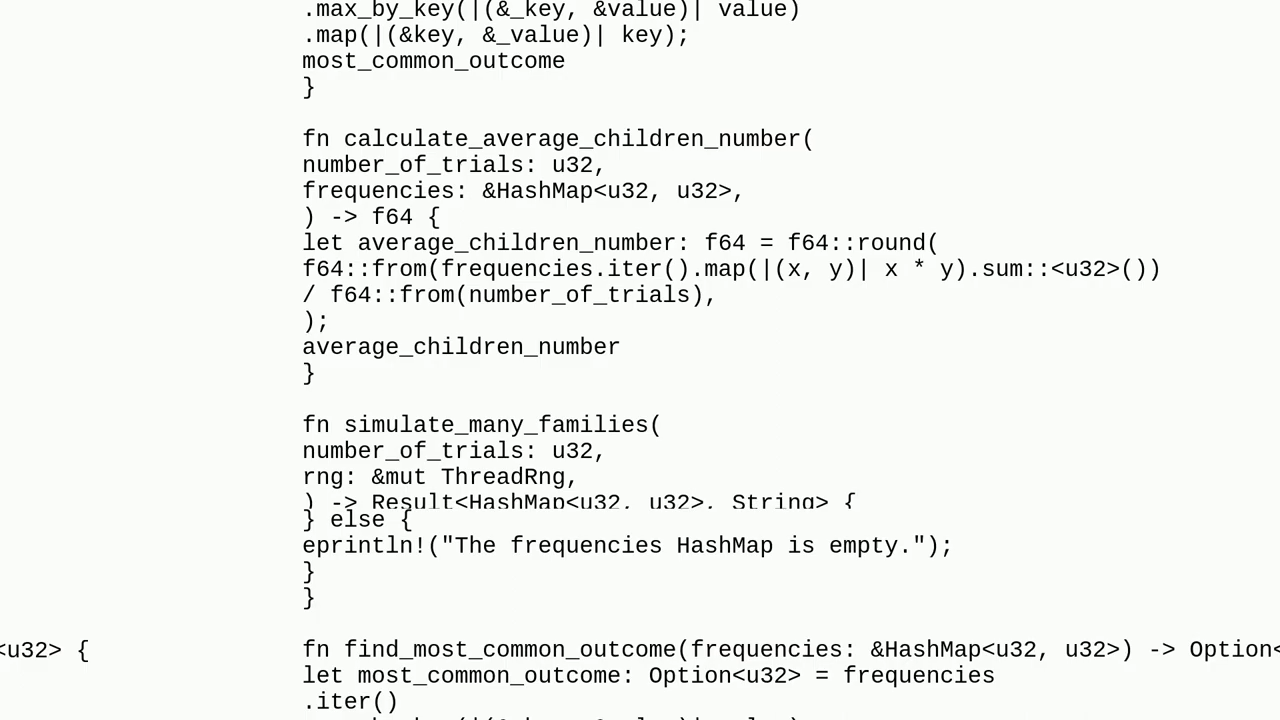 .max_by_key(|(&_key, &value)| value)
.map(|(&key, &_value)| key);
most_common_outcome
}
fn calculate_average_children_number(
number_of_trials: u32,
frequencies: &HashMap<u32, u32>,
) -> f64 {
let average_children_number: f64 = f64::round(
f64::from(frequencies.iter().map(|(x, y)| x * y).sum::<u32>())
/ f64::from(number_of_trials),
);
average_children_number
}
fn simulate_many_families(
number_of_trials: u32,
rng: &mut ThreadRng,
) -> Result<HashMap<u32, u32>, String> {
} else {
eprintln!("The frequencies HashMap is empty.");
}
}
<u32> { fn find_most_common_outcome(frequencies: &HashMap<u32, u32>) -> Option<
let most_common_outcome: Option<u32> = frequencies
.iter()